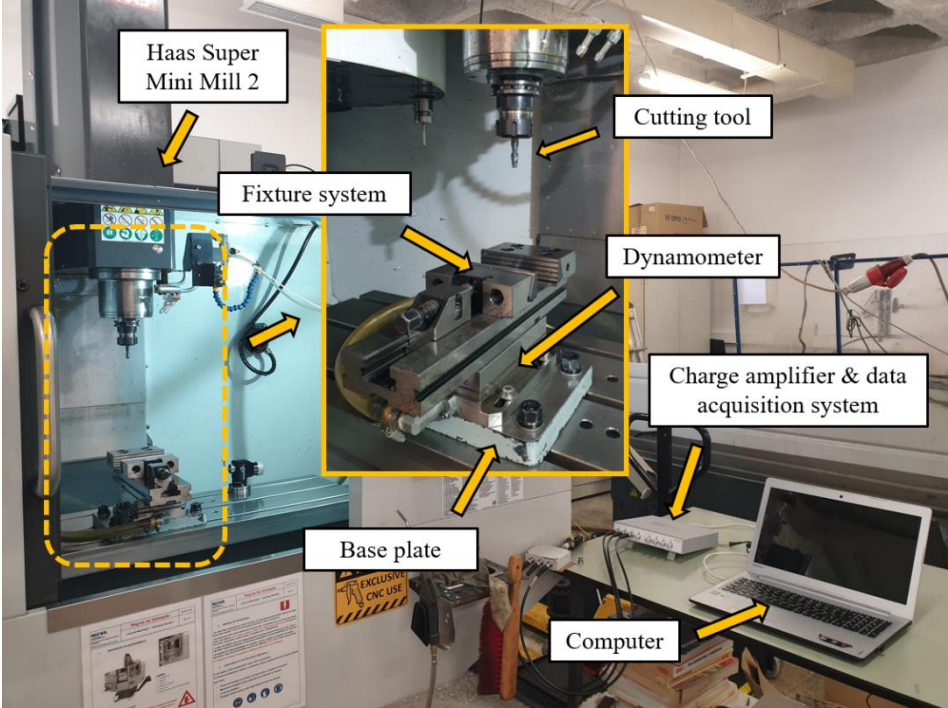 Haas Super
Mini Mill 2
Cutting tool
Fixture system
Dynamometer
Charge amplifier & data
acquisition system
Base plate
EXCLUSIVE
CNC USE
Computer